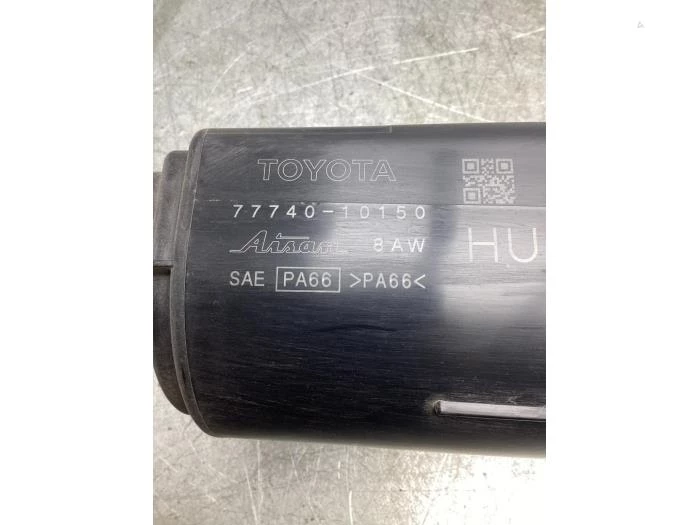 TOYOTA
77740-10150
Aisan 8AW HU
SAE PA66 >PA66<